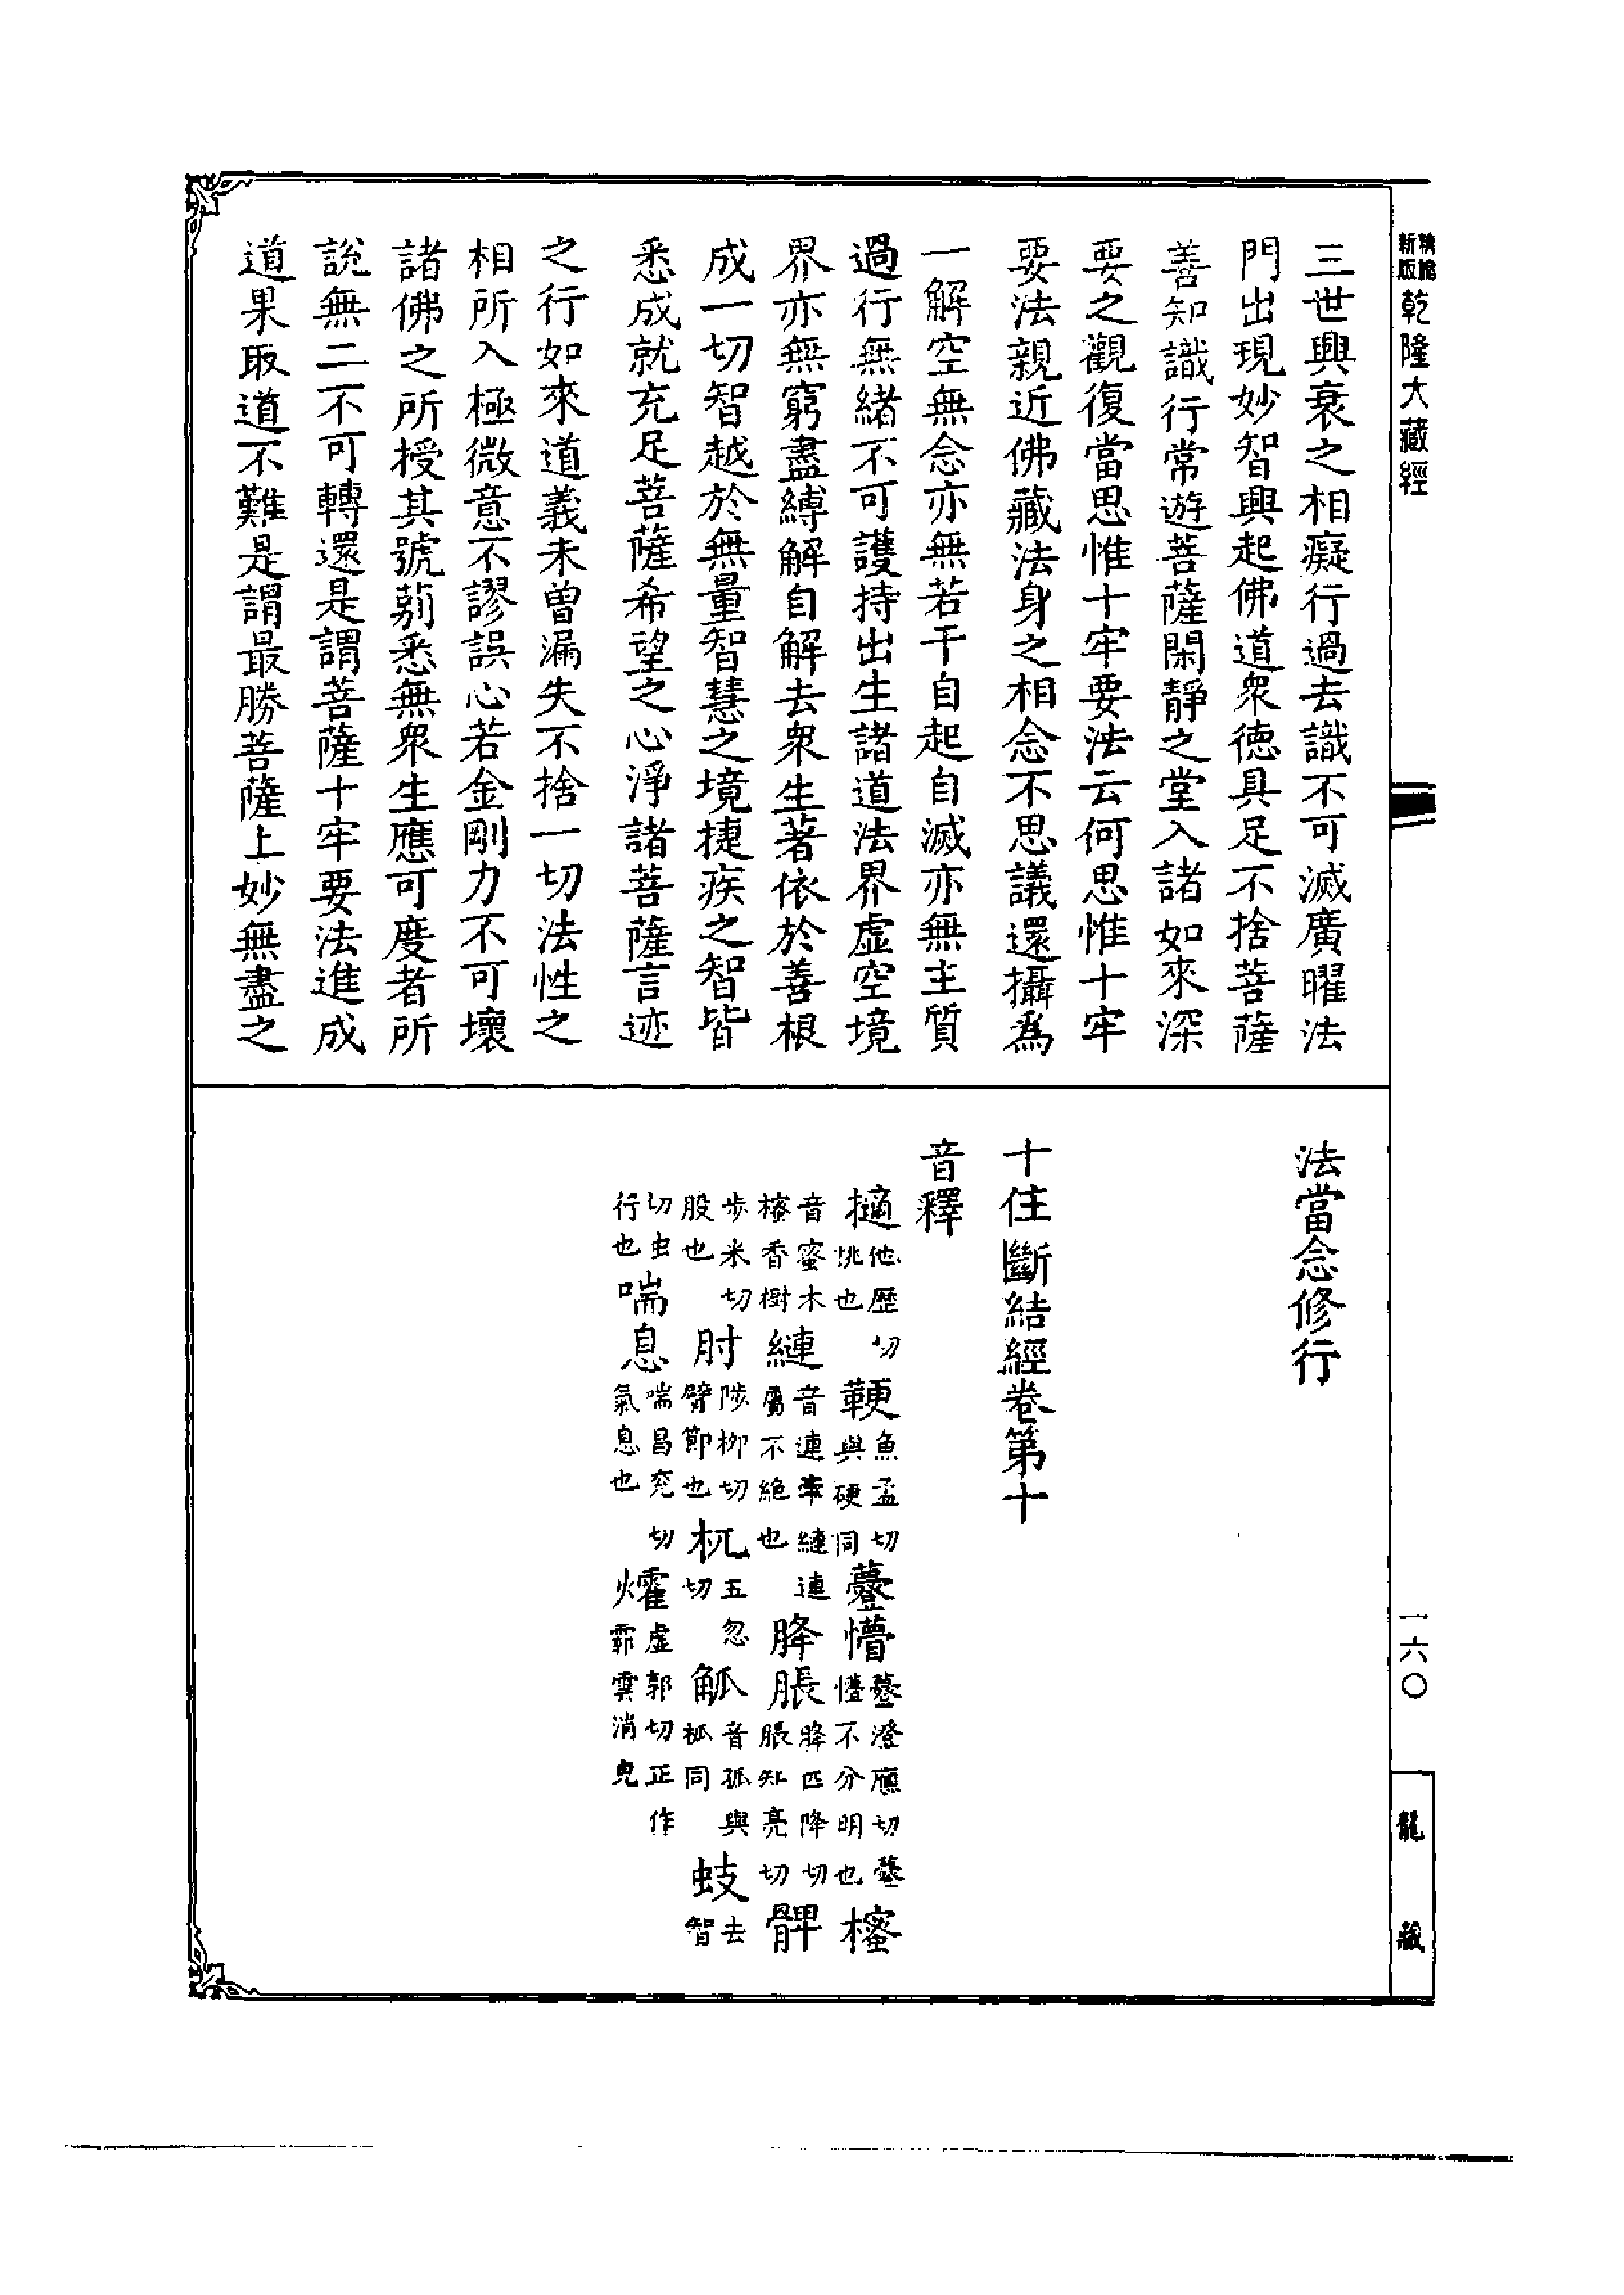 三世興衰之相癡行過去識不可滅廣曜法
門出現妙智興起佛道衆德具足不捨菩薩
善知識行常遊菩薩閑靜之堂入諸如來深
要之觀復當思惟十牢要法云何思惟十牢
要法親近佛藏法身之相念不思議還攝為
一解空無念亦無若干自起自滅亦無主質
過行無緒不可護持出生諸道法界虛空境
界亦無窮盡縛解自解去衆生著依於善根
成一切智越於無量智慧之境捷疾之智皆
悉成就充足菩薩希望之心淨諸菩薩言迹
之行如來道義未曾漏失不捨一切法性之
相所入極微意不謬誤心若金剛力不可壞
諸佛之所授其號莂悉無衆生應可度者所
說無二不可轉還是謂菩薩十牢要法進成
道果取道不難是謂最勝菩薩上妙無盡之
法當念修行
十住斷結經卷第十
音釋
擿他歷切挑也 鞕魚孟切與硬同 䠬懵澄應切不分明也 櫁
音蜜木櫁香樹 縺音連牽縺連屬不絕也 胮脹胮匹降切脹知亮切 髀
步米切股也 肘陟柳切臂節也 杌五忽切 觚音孤與柧同 蚑去智
切虫行也 喘息喘昌兖切氣息也 㸌虛郭切正作霩雲消皃
精繪新版乾隆大藏經
一六〇
龍藏